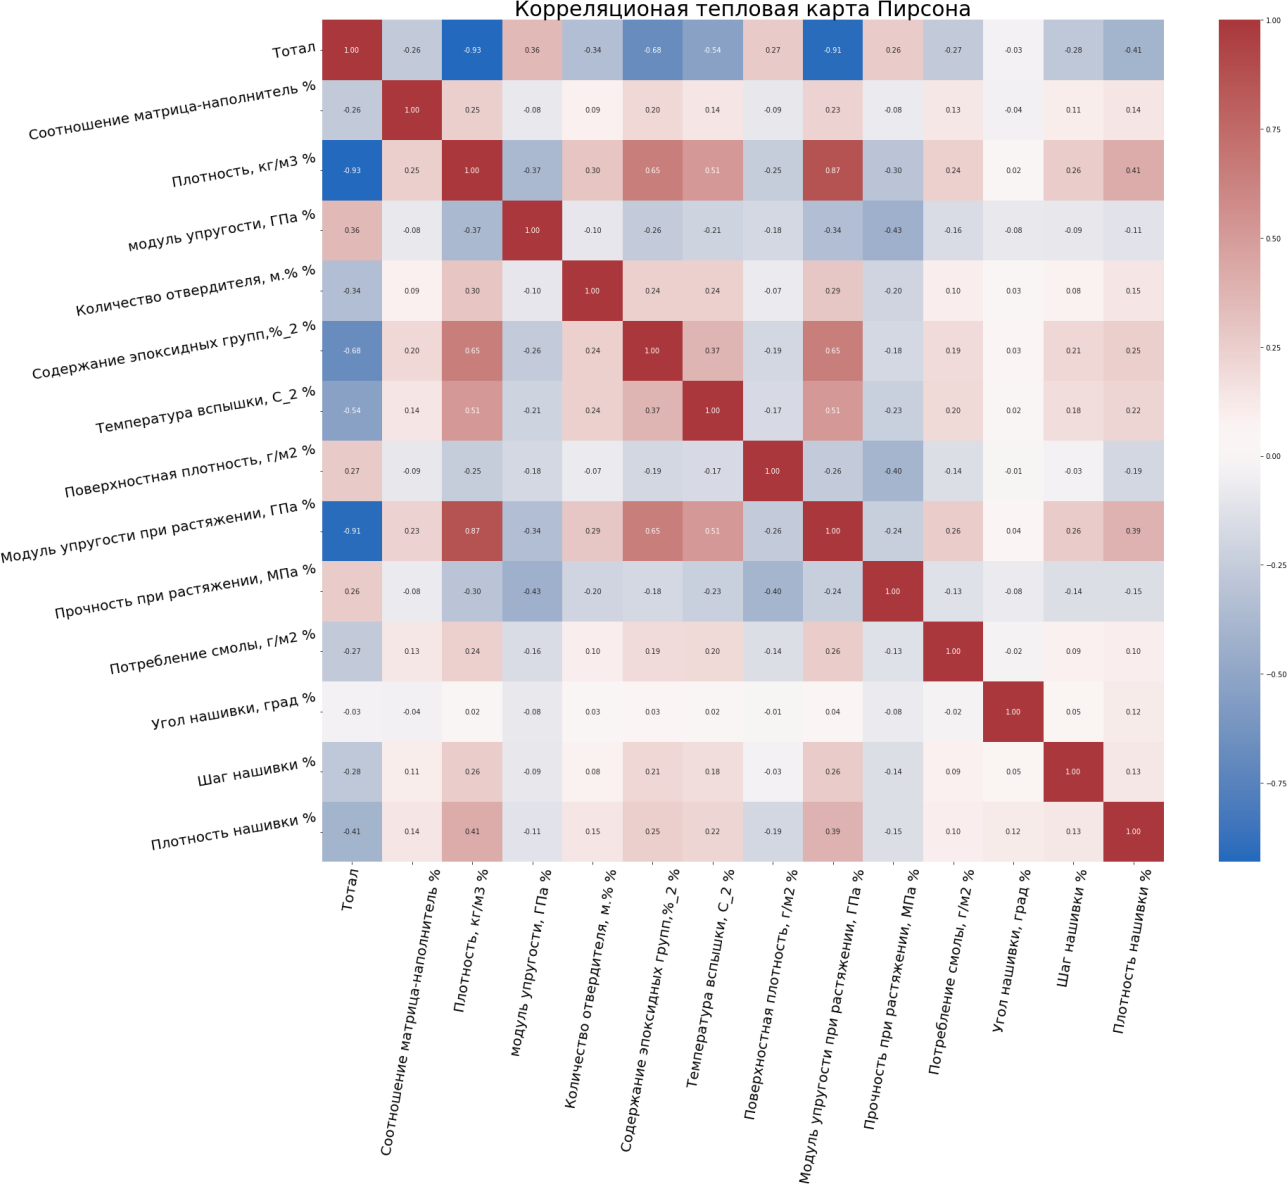 Корреляционая тепловая карта Пирсона
Тотал 1.00 -0.26 -0.93 0.36 -0.34 -0.68 -0.54 0.27 -0.91 0.26 -0.27 -0.03 -0.28 -0.41
Соотношение матрица-наполнитель % -0.26 1.00 0.25 -0.08 0.09 0.20 0.14 -0.09 0.23 -0.08 0.13 -0.04 0.11 0.14
Плотность, кг/м3 % -0.93 0.25 1.00 -0.37 0.30 0.65 0.51 -0.25 0.87 -0.30 0.24 0.02 0.26 0.41
модуль упругости, ГПа % 0.36 -0.08 -0.37 1.00 -0.10 -0.26 -0.21 -0.18 -0.34 -0.43 -0.16 -0.08 -0.09 -0.11
Количество отвердителя, м.% % -0.34 0.09 0.30 -0.10 1.00 0.24 0.24 -0.07 0.29 -0.20 0.10 0.03 0.08 0.15
Содержание эпоксидных групп,%_2 % -0.68 0.20 0.65 -0.26 0.24 1.00 0.37 -0.19 0.65 -0.18 0.19 0.03 0.21 0.25
Температура вспышки, С_2 % -0.54 0.14 0.51 -0.21 0.24 0.37 1.00 -0.17 0.51 -0.23 0.20 0.02 0.18 0.22
Поверхностная плотность, г/м2 % 0.27 -0.09 -0.25 -0.18 -0.07 -0.19 -0.17 1.00 -0.26 -0.40 -0.14 -0.01 -0.03 -0.19
Модуль упругости при растяжении, ГПа % -0.91 0.23 0.87 -0.34 0.29 0.65 0.51 -0.26 1.00 -0.24 0.26 0.04 0.26 0.39
Прочность при растяжении, МПа % 0.26 -0.08 -0.30 -0.43 -0.20 -0.18 -0.23 -0.40 -0.24 1.00 -0.13 -0.08 -0.14 -0.15
Потребление смолы, г/м2 % -0.27 0.13 0.24 -0.16 0.10 0.19 0.20 -0.14 0.26 -0.13 1.00 -0.02 0.09 0.10
Угол нашивки, град % -0.03 -0.04 0.02 -0.08 0.03 0.03 0.02 -0.01 0.04 -0.08 -0.02 1.00 0.05 0.12
Шаг нашивки % -0.28 0.11 0.26 -0.09 0.08 0.21 0.18 -0.03 0.26 -0.14 0.09 0.05 1.00 0.13
Плотность нашивки % -0.41 0.14 0.41 -0.11 0.15 0.25 0.22 -0.19 0.39 -0.15 0.10 0.12 0.13 1.00
Тотал
Соотношение матрица-наполнитель %
Плотность, кг/м3 %
модуль упругости, ГПа %
Количество отвердителя, м.% %
Содержание эпоксидных групп,%_2 %
Температура вспышки, С_2 %
Поверхностная плотность, г/м2 %
Модуль упругости при растяжении, ГПа %
Прочность при растяжении, МПа %
Потребление смолы, г/м2 %
Угол нашивки, град %
Шаг нашивки %
Плотность нашивки %
1.00
0.75
0.50
0.25
0.00
−0.25
−0.50
−0.75